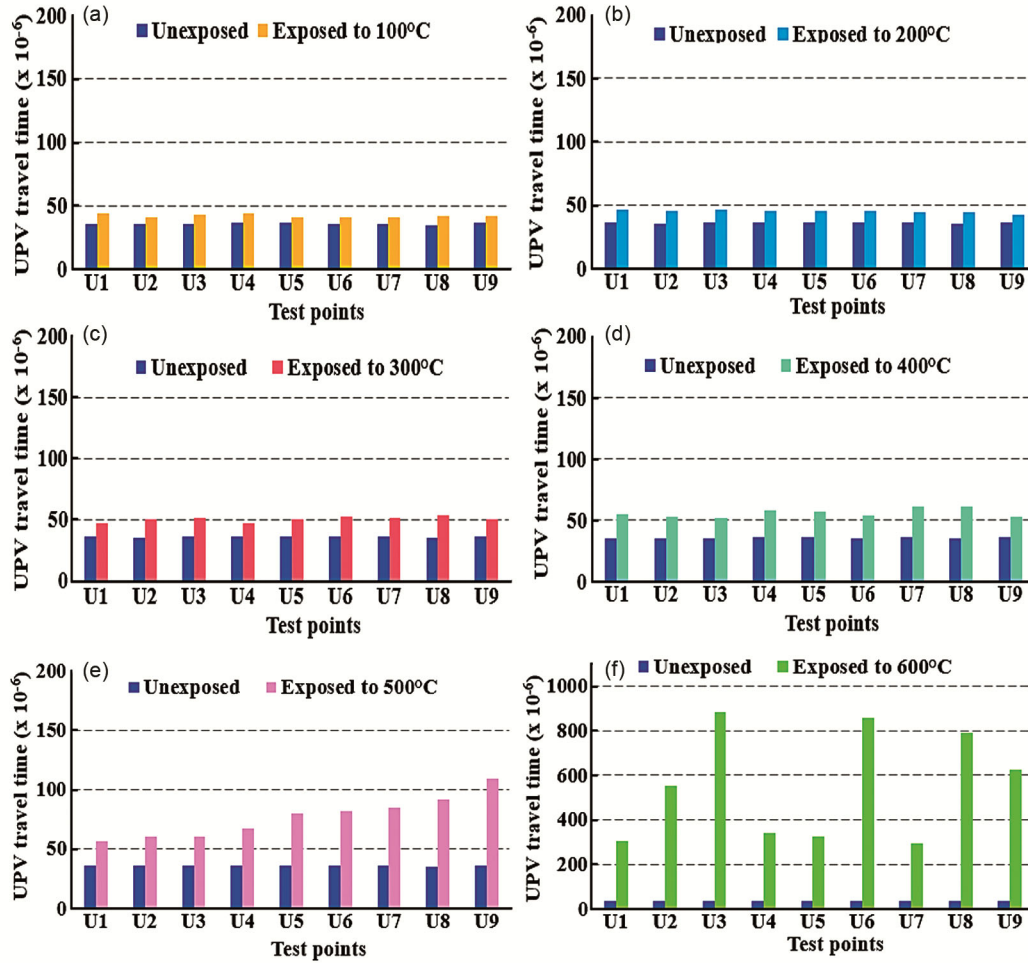 (a)
Unexposed Exposed to 100°C
UPV travel time (x 10⁻⁶)
200
150
100
50
0
U1 U2 U3 U4 U5 U6 U7 U8 U9
Test points
(b)
Unexposed Exposed to 200°C
UPV travel time (x 10⁻⁶)
200
150
100
50
0
U1 U2 U3 U4 U5 U6 U7 U8 U9
Test points
(c)
Unexposed Exposed to 300°C
UPV travel time (x 10⁻⁶)
200
150
100
50
0
U1 U2 U3 U4 U5 U6 U7 U8 U9
Test points
(d)
Unexposed Exposed to 400°C
UPV travel time (x 10⁻⁶)
200
150
100
50
0
U1 U2 U3 U4 U5 U6 U7 U8 U9
Test points
(e)
Unexposed Exposed to 500°C
UPV travel time (x 10⁻⁶)
200
150
100
50
0
U1 U2 U3 U4 U5 U6 U7 U8 U9
Test points
(f)
Unexposed Exposed to 600°C
UPV travel time (x 10⁻⁶)
1000
800
600
400
200
0
U1 U2 U3 U4 U5 U6 U7 U8 U9
Test points